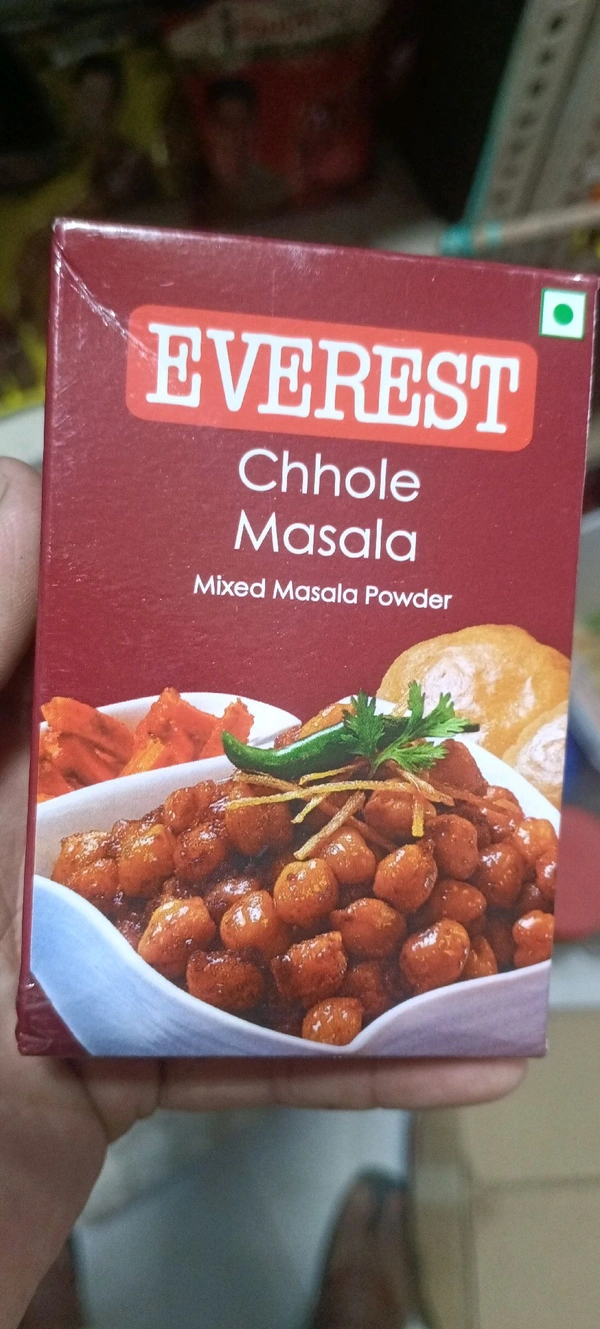 EVEREST
Chhole
Masala
Mixed Masala Powder